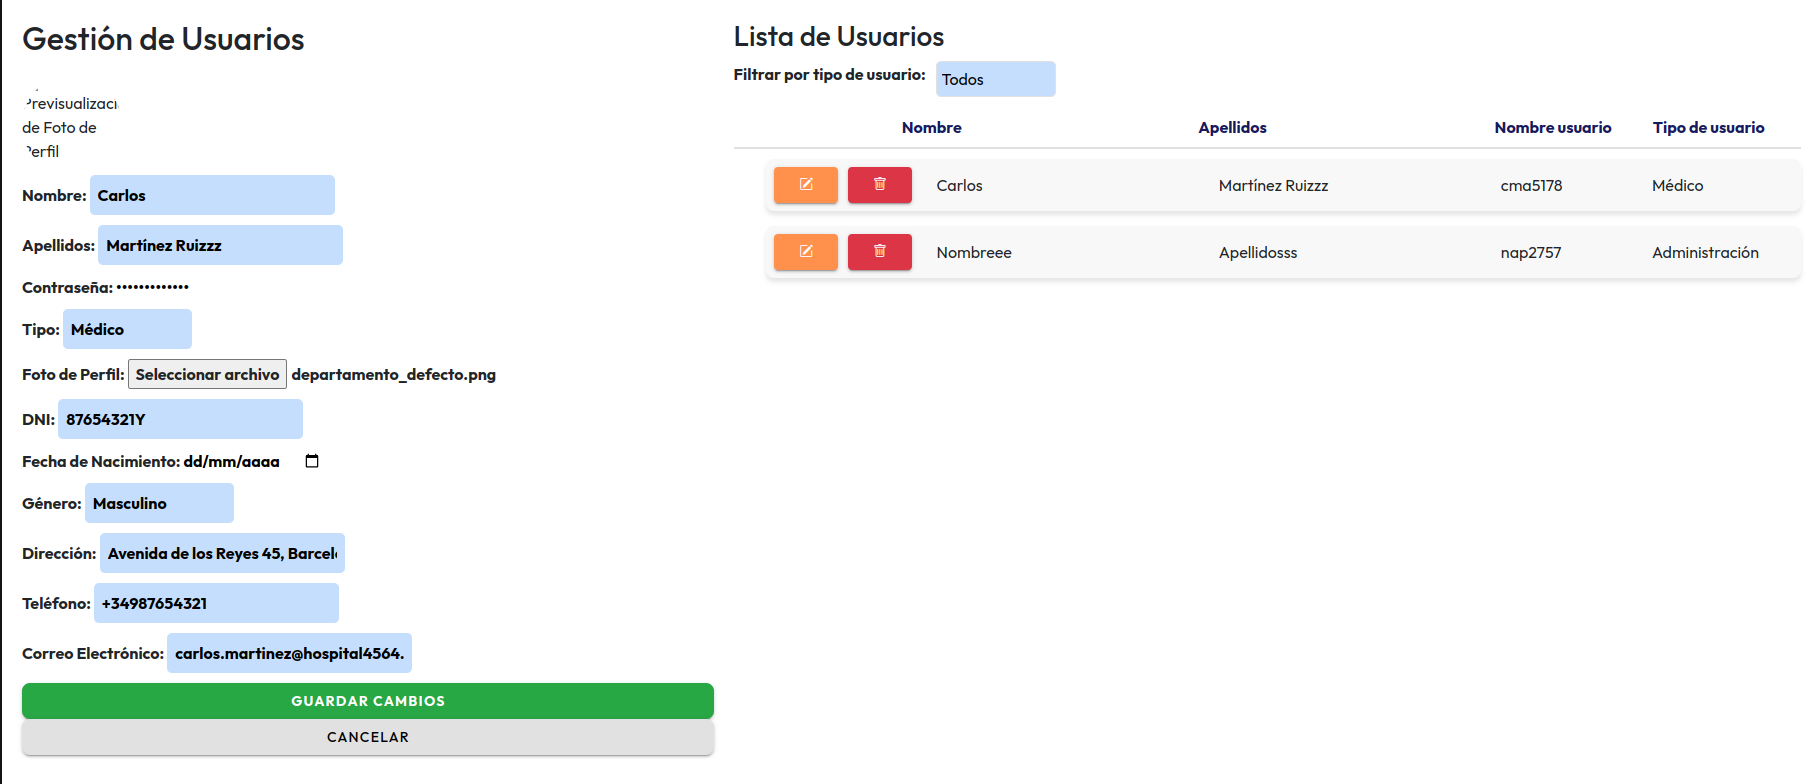 Gestión de Usuarios
Previsualizaci
de Foto de
Perfil
Nombre: Carlos
Apellidos: Martínez Ruizzz
Contraseña: •••••••••••••
Tipo: Médico
Foto de Perfil: Seleccionar archivo departamento_defecto.png
DNI: 87654321Y
Fecha de Nacimiento: dd/mm/aaaa
Género: Masculino
Dirección: Avenida de los Reyes 45, Barcel
Teléfono: +34987654321
Correo Electrónico: carlos.martinez@hospital4564.
GUARDAR CAMBIOS
CANCELAR
Lista de Usuarios
Filtrar por tipo de usuario: Todos
Nombre Apellidos Nombre usuario Tipo de usuario
Carlos Martínez Ruizzz cma5178 Médico
Nombreee Apellidosss nap2757 Administración